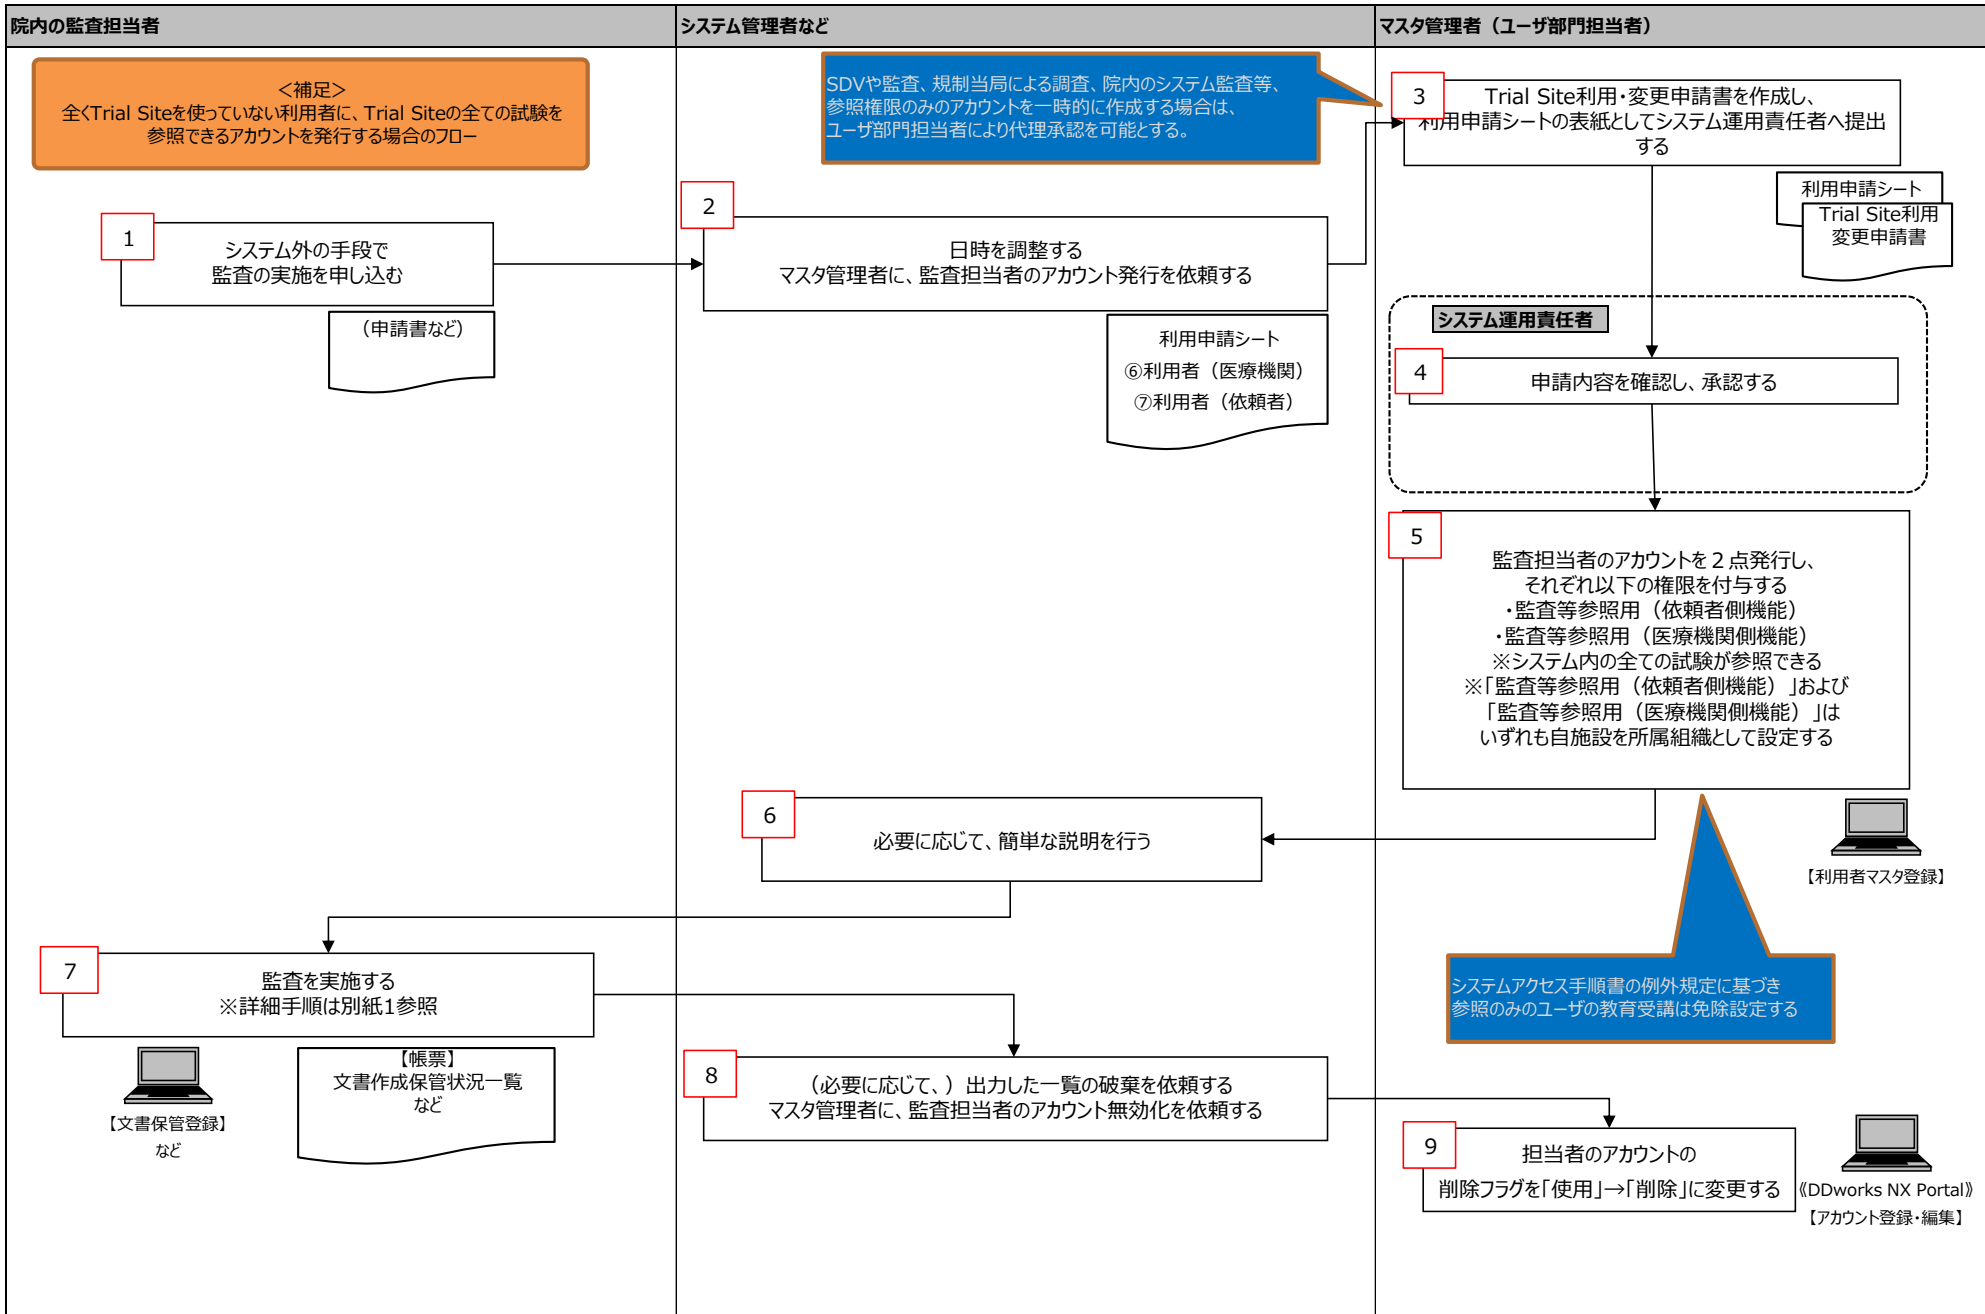 院内の監査担当者
システム管理者など
マスタ管理者（ユーザ部門担当者）
＜補足＞
全くTrial Siteを使っていない利用者に、Trial Siteの全ての試験を
参照できるアカウントを発行する場合のフロー
SDVや監査、規制当局による調査、院内のシステム監査等、
参照権限のみのアカウントを一時的に作成する場合は、
ユーザ部門担当者により代理承認を可能とする。
3
Trial Site利用・変更申請書を作成し、
利用申請シートの表紙としてシステム運用責任者へ提出
する
利用申請シート
Trial Site利用
変更申請書
1
システム外の手段で
監査の実施を申し込む
（申請書など）
2
日時を調整する
マスタ管理者に、監査担当者のアカウント発行を依頼する
利用申請シート
⑥利用者（医療機関）
⑦利用者（依頼者）
システム運用責任者
4
申請内容を確認し、承認する
5
監査担当者のアカウントを２点発行し、
それぞれ以下の権限を付与する
・監査等参照用（依頼者側機能）
・監査等参照用（医療機関側機能）
※システム内の全ての試験が参照できる
※「監査等参照用（依頼者側機能）」および
「監査等参照用（医療機関側機能）」は
いずれも自施設を所属組織として設定する
【利用者マスタ登録】
6
必要に応じて、簡単な説明を行う
システムアクセス手順書の例外規定に基づき
参照のみのユーザの教育受講は免除設定する
7
監査を実施する
※詳細手順は別紙1参照
【文書保管登録】
など
【帳票】
文書作成保管状況一覧
など
8
（必要に応じて、）出力した一覧の破棄を依頼する
マスタ管理者に、監査担当者のアカウント無効化を依頼する
9
担当者のアカウントの
削除フラグを「使用」→「削除」に変更する
《DDworks NX Portal》
【アカウント登録・編集】